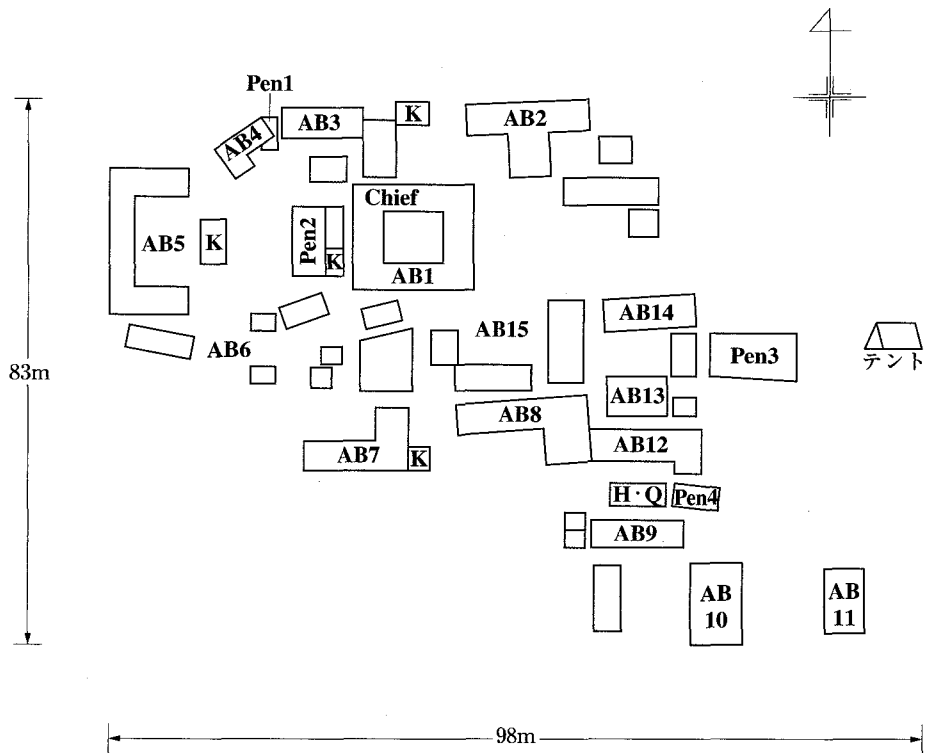 Pen1
AB4
AB3
K
AB2
Chief
AB1
AB5
K
Pen2
K
AB14
AB15
AB6
Pen3
テント
83m
AB13
AB8
AB12
AB7
K
H・Q
Pen4
AB9
AB
10
AB
11
98m